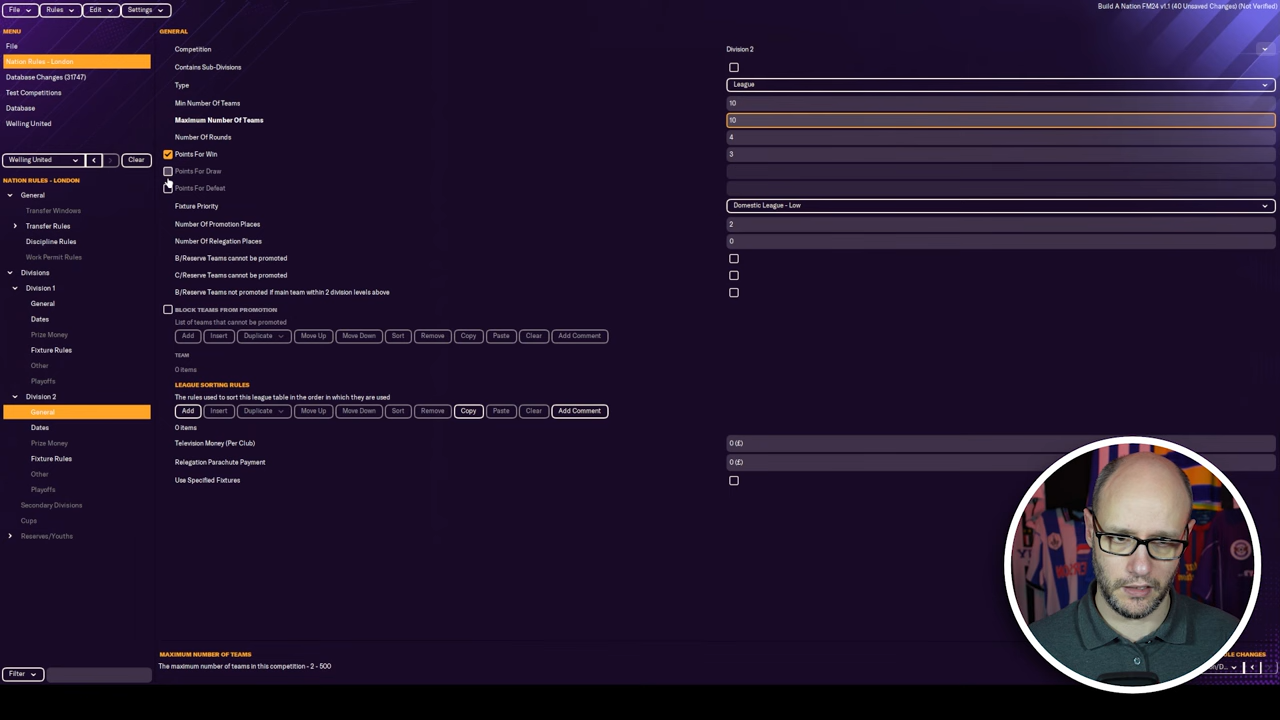 File
Rules
Edit
Settings
Build A Nation FM24 v1.1 (40 Unsaved Changes) (Not Verified)
MENU
File
Nation Rules - London
Database Changes (31747)
Test Competitions
Database
Welling United
Welling United
Clear
NATION RULES - LONDON
General
Transfer Windows
Transfer Rules
Discipline Rules
Work Permit Rules
Divisions
Division 1
General
Dates
Prize Money
Fixture Rules
Other
Playoffs
Division 2
General
Dates
Prize Money
Fixture Rules
Other
Playoffs
Secondary Divisions
Cups
Reserves/Youths
Filter
GENERAL
Competition Division 2
Contains Sub-Divisions
Type League
Min Number Of Teams 10
Maximum Number Of Teams 10
Number Of Rounds 4
Points For Win 3
Points For Draw
Points For Defeat
Fixture Priority Domestic League - Low
Number Of Promotion Places 2
Number Of Relegation Places 0
B/Reserve Teams cannot be promoted
C/Reserve Teams cannot be promoted
B/Reserve Teams not promoted if main team within 2 division levels above
BLOCK TEAMS FROM PROMOTION
List of teams that cannot be promoted
Add Insert Duplicate Move Up Move Down Sort Remove Copy Paste Clear Add Comment
TEAM
0 items
LEAGUE SORTING RULES
The rules used to sort this league table in the order in which they are used
Add Insert Duplicate Move Up Move Down Sort Remove Copy Paste Clear Add Comment
0 items
Television Money (Per Club) 0 (£)
Relegation Parachute Payment 0 (£)
Use Specified Fixtures
MAXIMUM NUMBER OF TEAMS
The maximum number of teams in this competition - 2 - 500
CHANGES